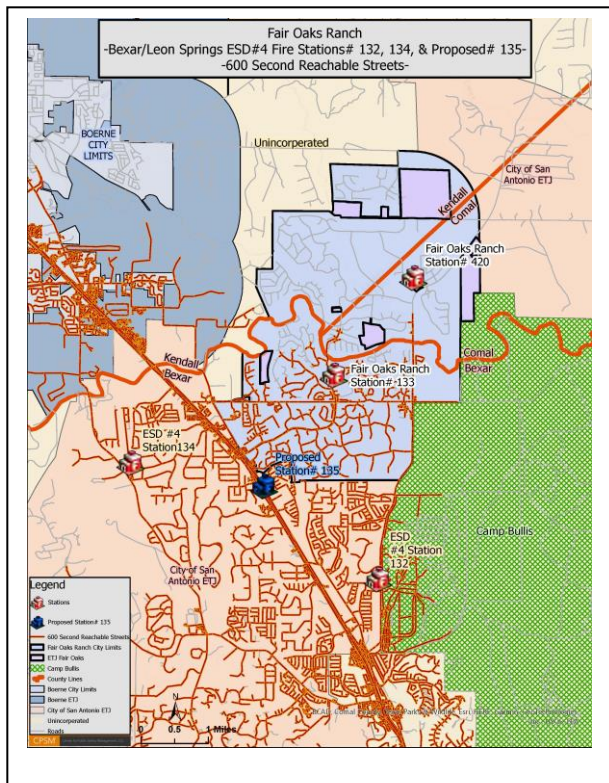 Fair Oaks Ranch
-Bexar/Leon Springs ESD#4 Fire Stations# 132, 134, & Proposed# 135-
-600 Second Reachable Streets-
BOERNE
CITY
LIMITS
Unincorporated
City of San
Antonio ETJ
Kendall
Comal
Fair Oaks Ranch
Station# 420
Kendall
Bexar
Comal
Bexar
Fair Oaks Ranch
Station# 133
ESD #4
Station134
Proposed
Station# 135
ESD
#4 Station
132
Camp Bullis
City of San
Antonio ETJ
Legend
Stations
Proposed Station# 135
600 Second Reachable Streets
Fair Oaks Ranch City Limits
ETJ Fair Oaks
Camp Bullis
County Lines
Boerne City Limits
Boerne ETJ
City of San Antonio ETJ
Unincorporated
Roads
CPSM
N
0 0.5 1 Miles